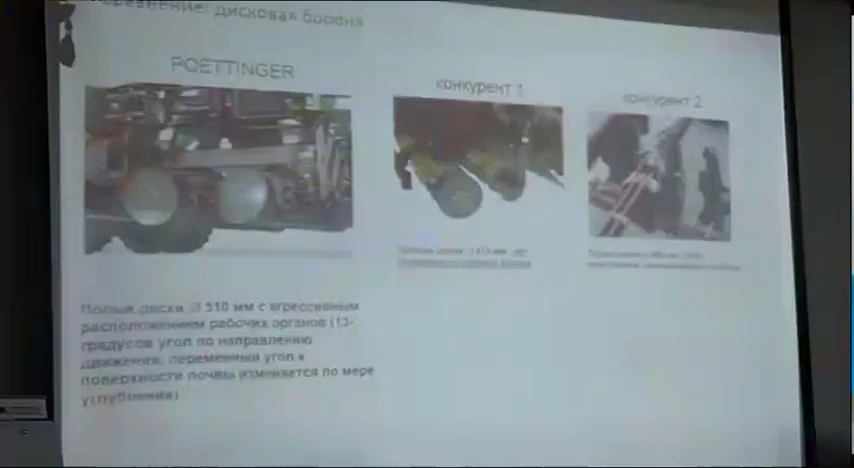 Сравнение: дисковая борона
POETTINGER
конкурент 1
конкурент 2
Полые диски Ø 510 мм с агрессивным
расположением рабочих органов (13-
градусов угол по направлению
движения, переменный угол к
поверхности почвы изменяется по мере
углубления)